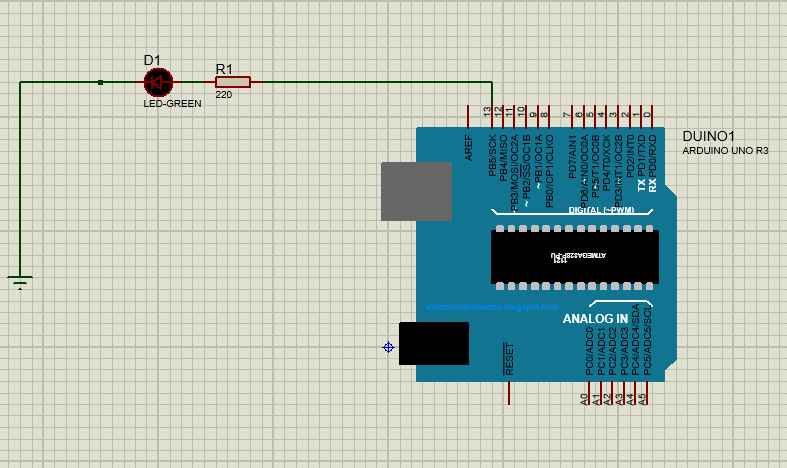 D1
LED-GREEN
R1
220
DUINO1
ARDUINO UNO R3
AREF
13
12
11
10
9
8
7
6
5
4
3
2
1
0
PB5/SCK
PB4/MISO
PB3/MOSI/OC2A
~ PB2/SS/OC1B
~ PB1/OC1A
PB0/ICP1/CLKO
PD7/AIN1
PD6/AIN0/OC0A
PD5/T1/OC0B
PD4/T0/XCK
PD3/INT1/OC2B
PD2/INT0
TX PD1/TXD
RX PD0/RXD
DIGITAL (~PWM)
ATMEGA328P-PU
1121
microcontrolandos.blogspot.com
ANALOG IN
RESET
PC0/ADC0
PC1/ADC1
PC2/ADC2
PC3/ADC3
PC4/ADC4/SDA
PC5/ADC5/SCL
A0
A1
A2
A3
A4
A5